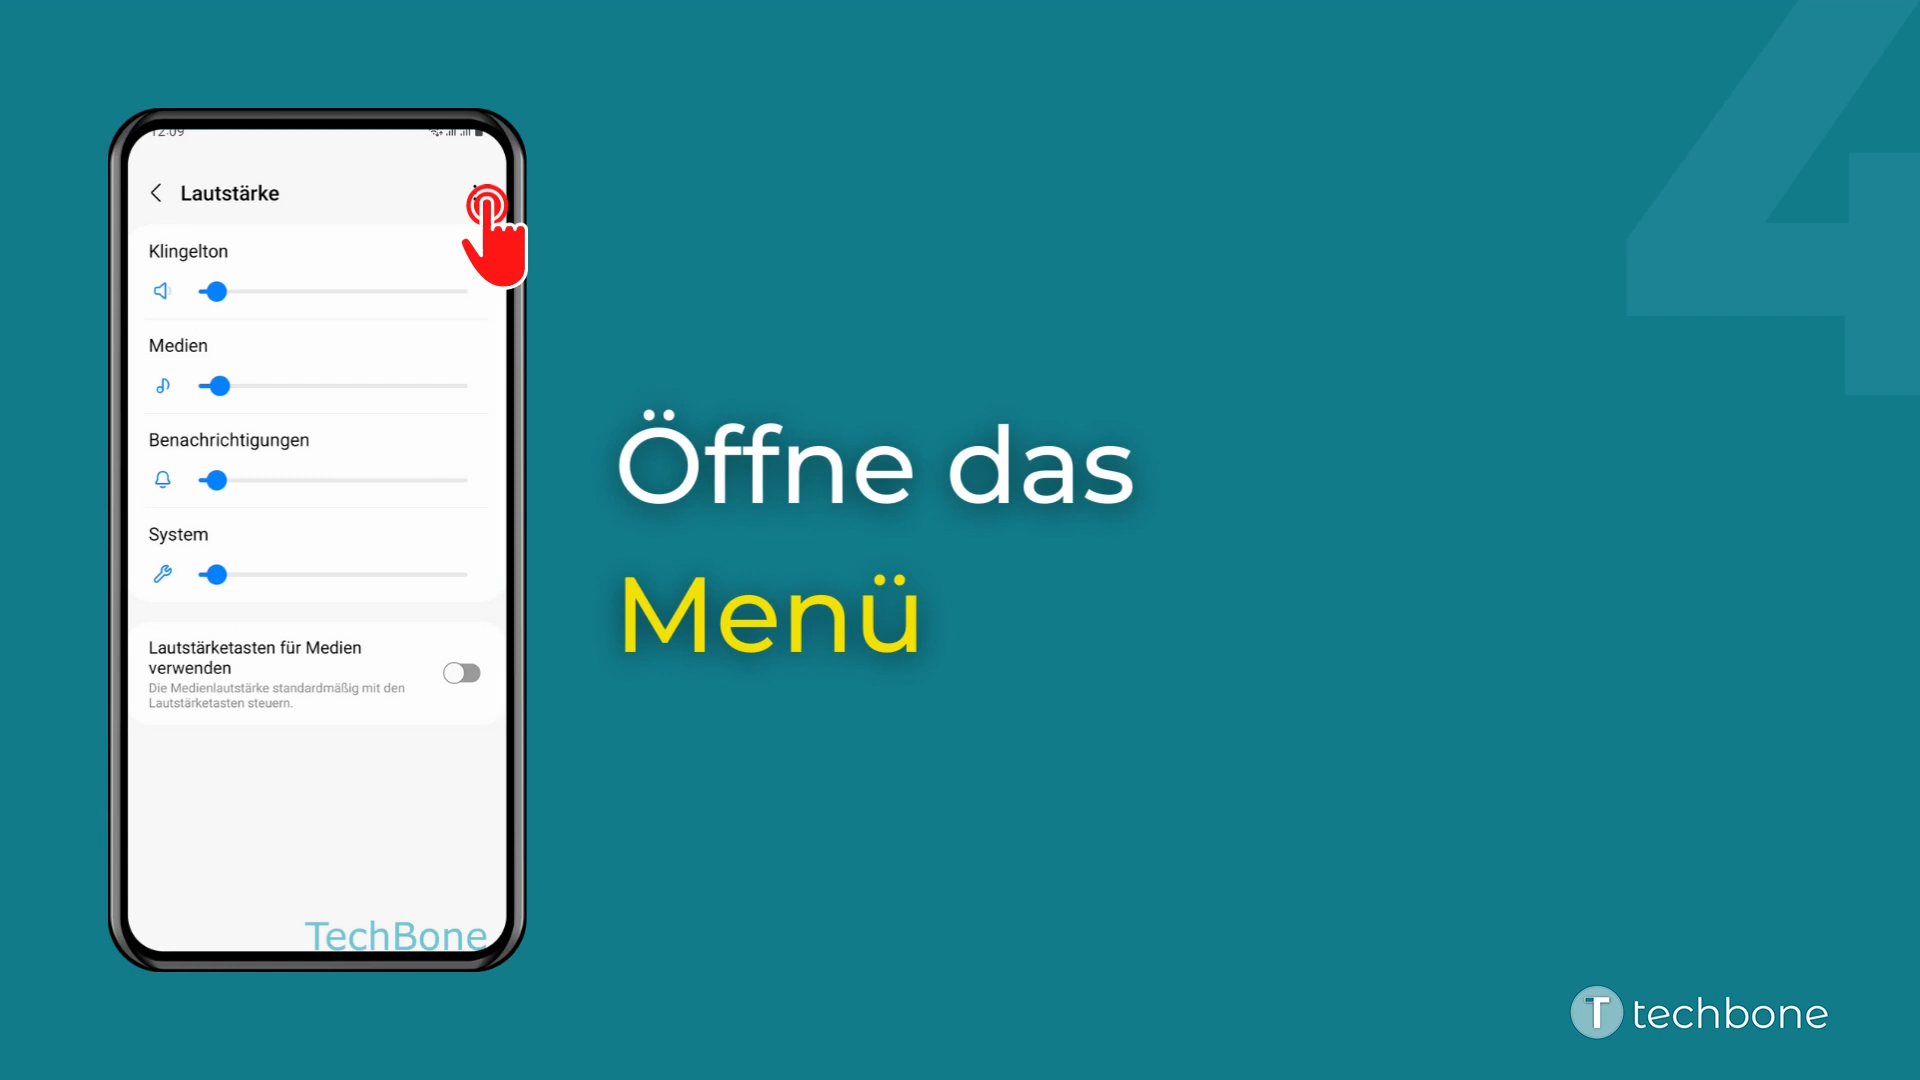 4
12:09
Lautstärke
Klingelton
Medien
Benachrichtigungen
System
Lautstärketasten für Medien
verwenden
Die Medienlautstärke standardmäßig mit den
Lautstärketasten steuern.
TechBone
Öffne das
Menü
T techbone